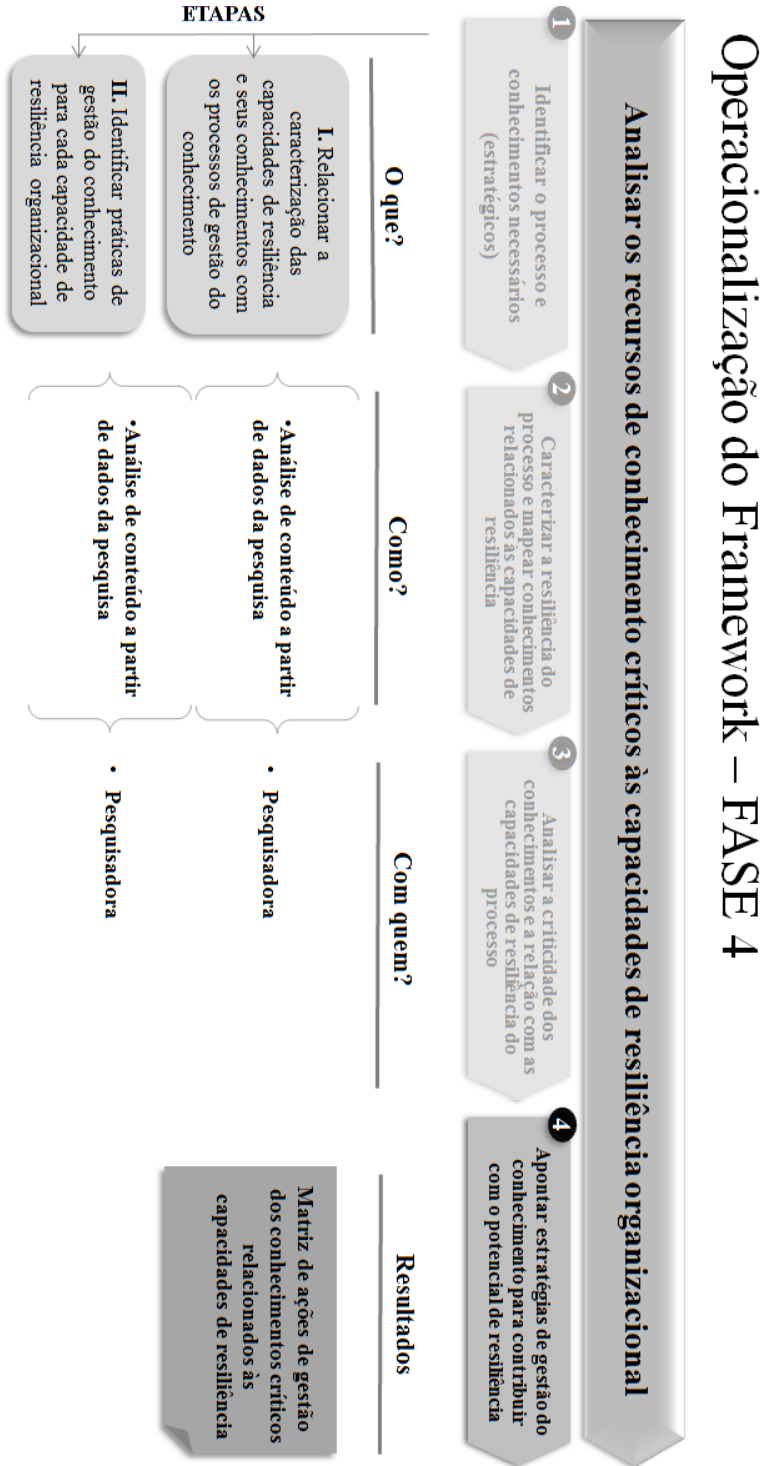 Operacionalização do Framework – FASE 4
Analisar os recursos de conhecimento críticos às capacidades de resiliência organizacional
1
Identificar o processo e
conhecimentos necessários
(estratégicos)
2
Caracterizar a resiliência do
processo e mapear conhecimentos
relacionados às capacidades de
resiliência
3
Analisar a criticidade dos
conhecimentos e a relação com as
capacidades de resiliência do
processo
4
Apontar estratégias de gestão do
conhecimento para contribuir
com o potencial de resiliência
ETAPAS
O que?
Como?
Com quem?
Resultados
I. Relacionar a
caracterização das
capacidades de resiliência
e seus conhecimentos com
os processos de gestão do
conhecimento
•Análise de conteúdo a partir
de dados da pesquisa
• Pesquisadora
Matriz de ações de gestão
dos conhecimentos críticos
relacionados às
capacidades de resiliência
II. Identificar práticas de
gestão do conhecimento
para cada capacidade de
resiliência organizacional
•Análise de conteúdo a partir
de dados da pesquisa
• Pesquisadora